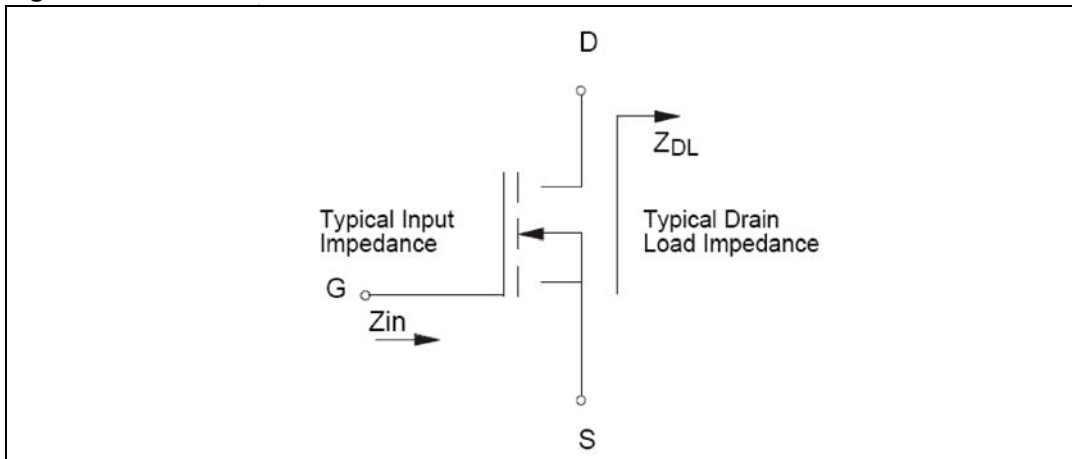 D
Z_DL
Typical Input
Impedance
Typical Drain
Load Impedance
G
Zin
S